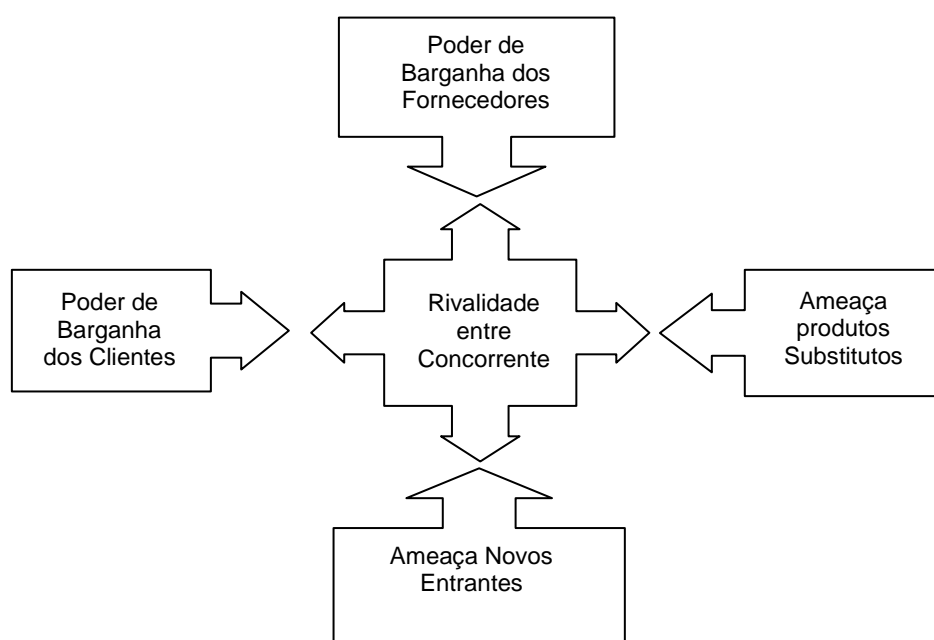 Poder de
Barganha dos
Fornecedores
Poder de
Barganha
dos Clientes
Rivalidade
entre
Concorrente
Ameaça
produtos
Substitutos
Ameaça Novos
Entrantes